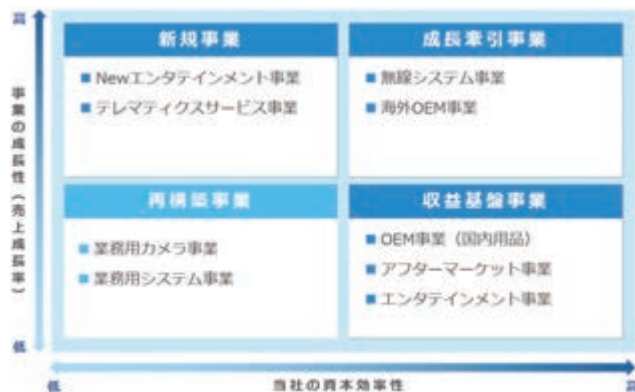 高
事業の成長性（売上成長率）
低
新規事業
■ Newエンタテインメント事業
■ テレマティクスサービス事業
成長牽引事業
■ 無線システム事業
■ 海外OEM事業
再構築事業
■ 業務用カメラ事業
■ 業務用システム事業
収益基盤事業
■ OEM事業（国内用品）
■ アフターマーケット事業
■ エンタテインメント事業
低
当社の資本効率性
高